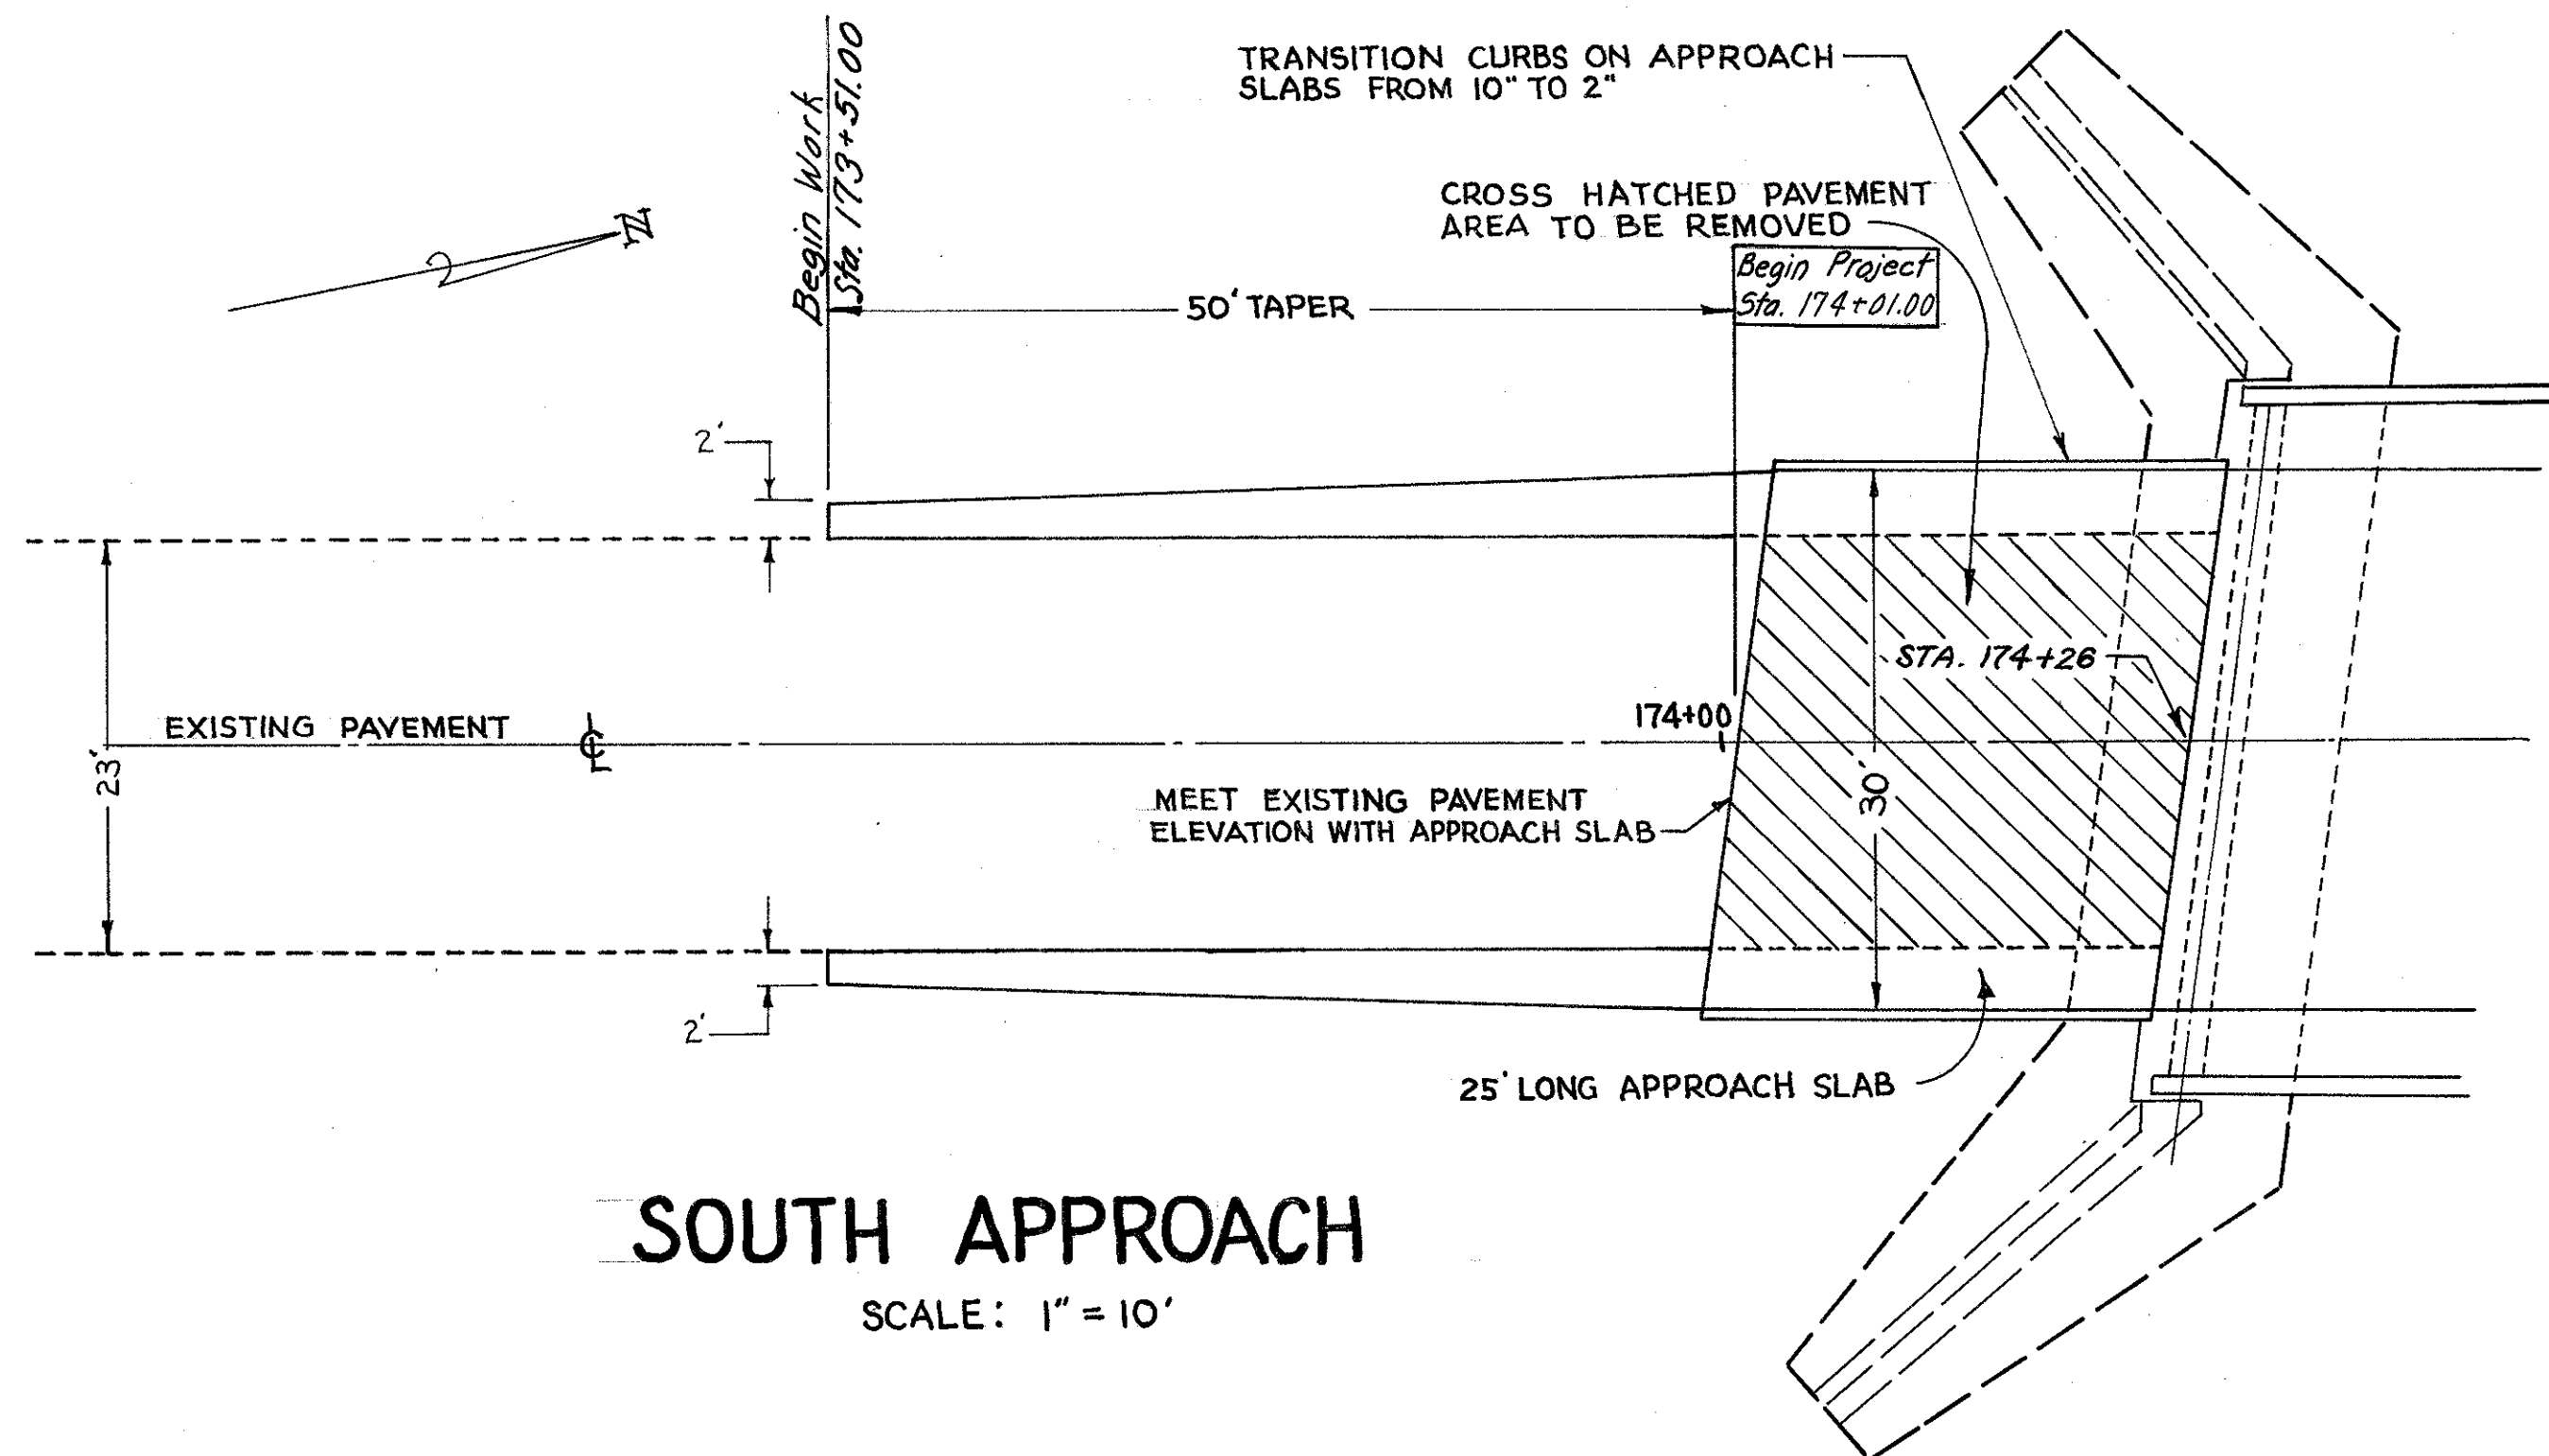 Begin Work
Sta. 173+51.00
TRANSITION CURBS ON APPROACH
SLABS FROM 10" TO 2"
CROSS HATCHED PAVEMENT
AREA TO BE REMOVED
N
Begin Project
Sta. 174+01.00
50' TAPER
2'
STA. 174+26
174+00
EXISTING PAVEMENT
℄
23'
30'
MEET EXISTING PAVEMENT
ELEVATION WITH APPROACH SLAB
2'
25' LONG APPROACH SLAB
SOUTH APPROACH
SCALE: 1" = 10'